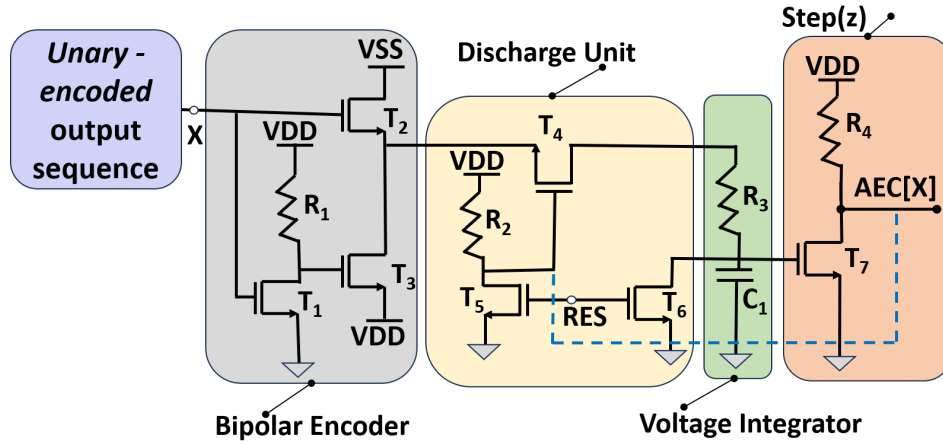 Unary -
encoded
output
sequence
X
VSS
T2
VDD
R1
T1
T3
VDD
Bipolar Encoder
Discharge Unit
VDD
T4
R2
T5
RES
T6
R3
C1
Voltage Integrator
Step(z)
VDD
R4
AEC[X]
T7